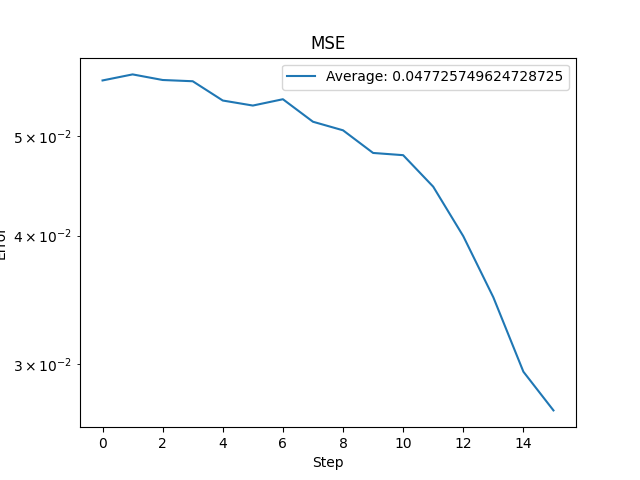 MSE
Average: 0.047725749624728725
5 × 10⁻²
4 × 10⁻²
3 × 10⁻²
Error
0 2 4 6 8 10 12 14
Step